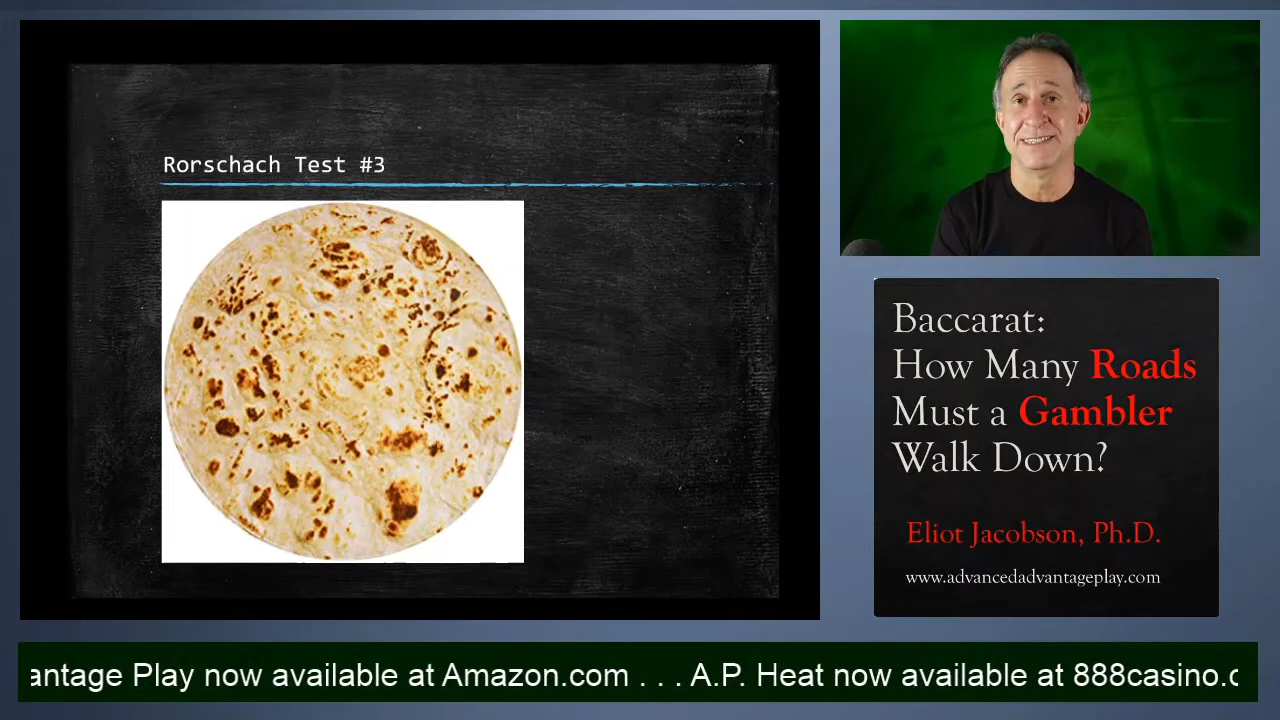 Rorschach Test #3
Baccarat:
How Many Roads
Must a Gambler
Walk Down?
Eliot Jacobson, Ph.D.
www.advancedadvantageplay.com
antage Play now available at Amazon.com . . . A.P. Heat now available at 888casino.c